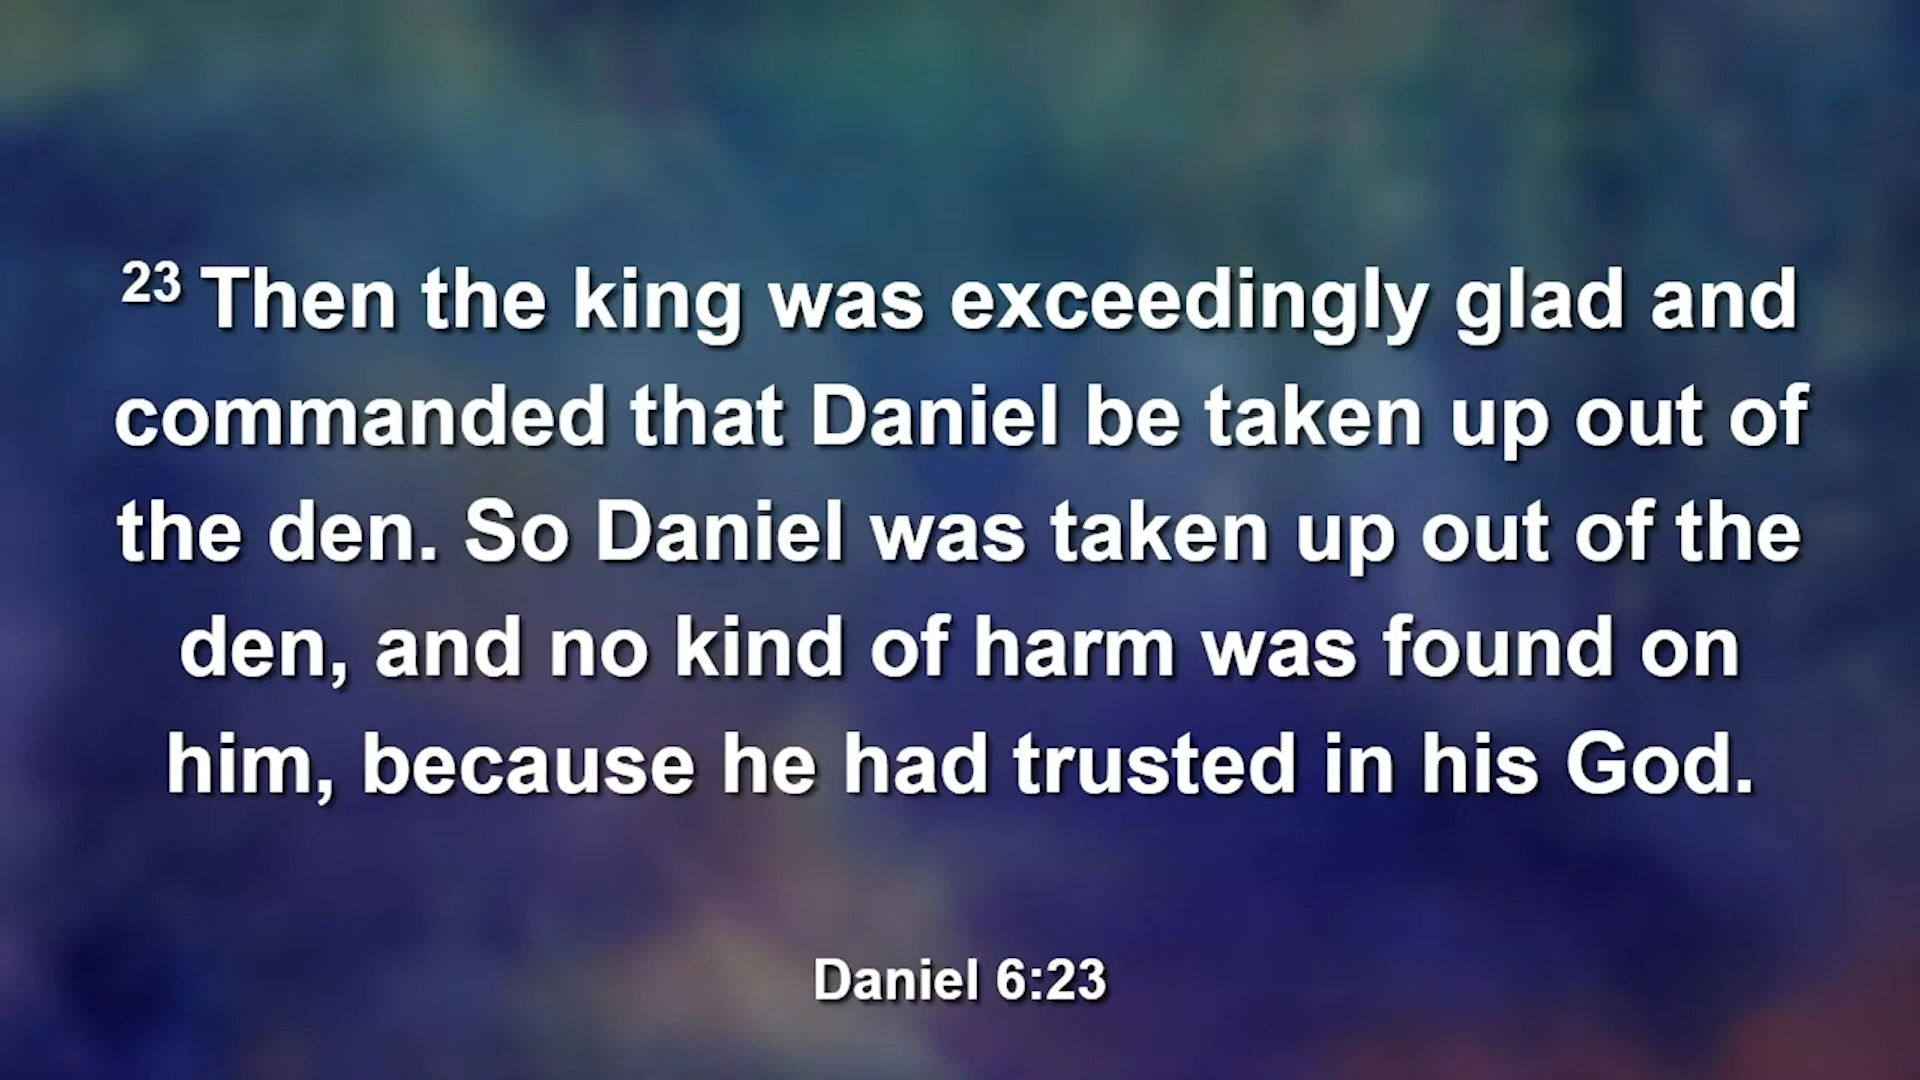 23 Then the king was exceedingly glad and
commanded that Daniel be taken up out of
the den. So Daniel was taken up out of the
den, and no kind of harm was found on
him, because he had trusted in his God.
Daniel 6:23